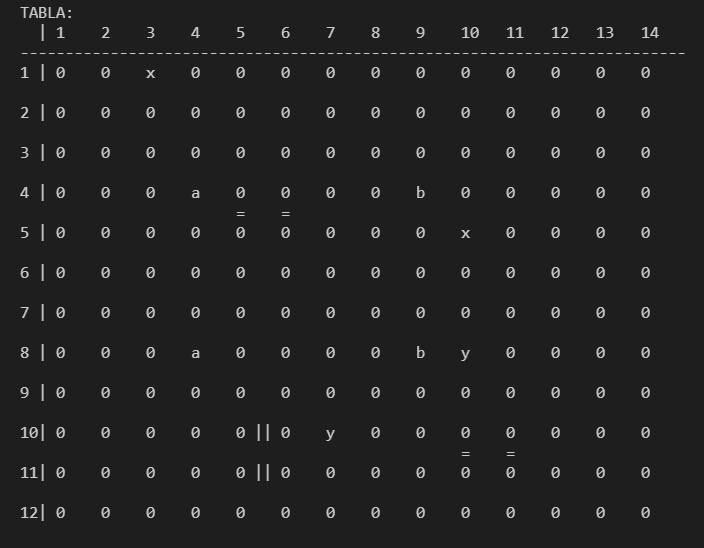 TABLA:
  | 1    2    3    4    5    6    7    8    9    10   11   12   13   14
--------------------------------------------------------------------------
1 | 0    0    x    0    0    0    0    0    0    0    0    0    0    0
2 | 0    0    0    0    0    0    0    0    0    0    0    0    0    0
3 | 0    0    0    0    0    0    0    0    0    0    0    0    0    0
4 | 0    0    0    a    0    0    0    0    b    0    0    0    0    0
                        =    =
5 | 0    0    0    0    0    0    0    0    0    x    0    0    0    0
6 | 0    0    0    0    0    0    0    0    0    0    0    0    0    0
7 | 0    0    0    0    0    0    0    0    0    0    0    0    0    0
8 | 0    0    0    a    0    0    0    0    b    y    0    0    0    0
9 | 0    0    0    0    0    0    0    0    0    0    0    0    0    0
10| 0    0    0    0    0 || 0    y    0    0    0    0    0    0    0
                                                 =    =
11| 0    0    0    0    0 || 0    0    0    0    0    0    0    0    0
12| 0    0    0    0    0    0    0    0    0    0    0    0    0    0